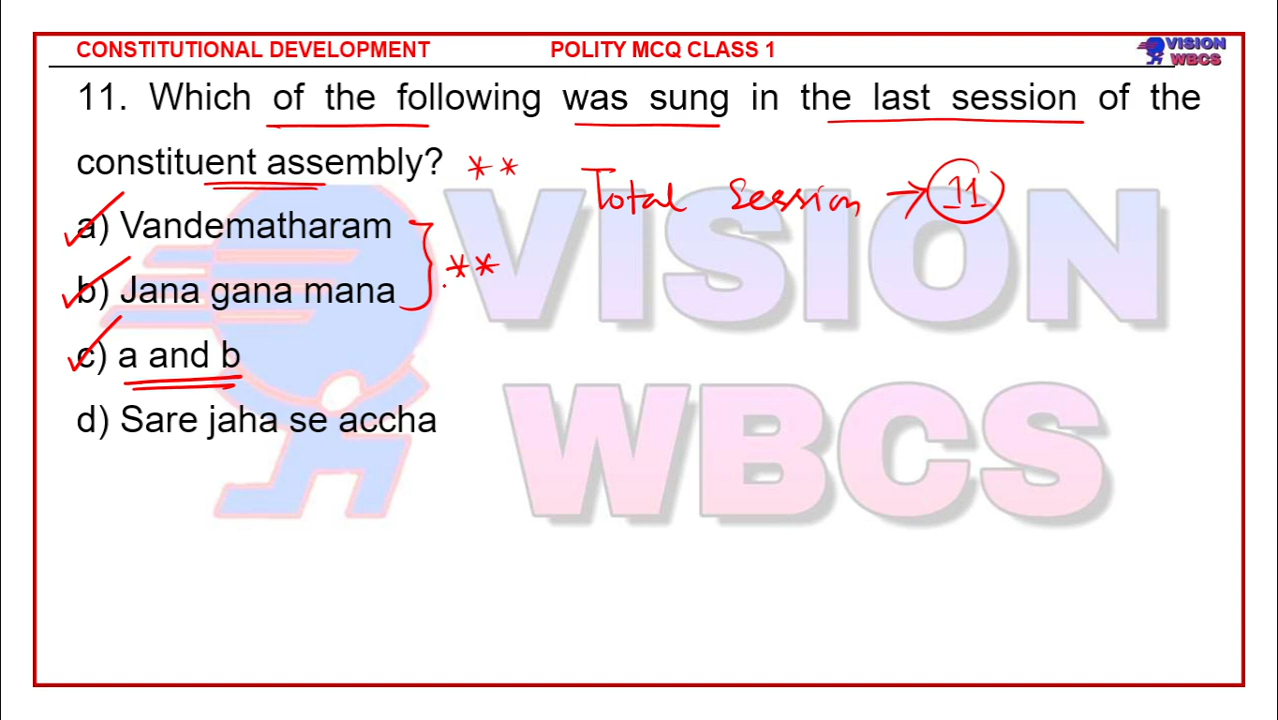 CONSTITUTIONAL DEVELOPMENT POLITY MCQ CLASS 1
VISION
WBCS
11. Which of the following was sung in the last session of the
constituent assembly? **
Total Session → 11
a) Vandematharam
**
b) Jana gana mana
c) a and b
d) Sare jaha se accha
VISION
WBCS